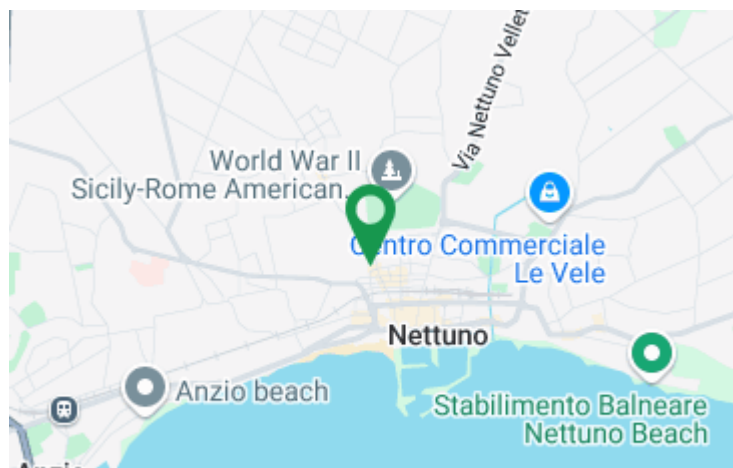 Via Nettuno Vellet
World War II
Sicily-Rome American.
Centro Commerciale
Le Vele
Nettuno
Anzio beach
Stabilimento Balneare
Nettuno Beach
Anzio